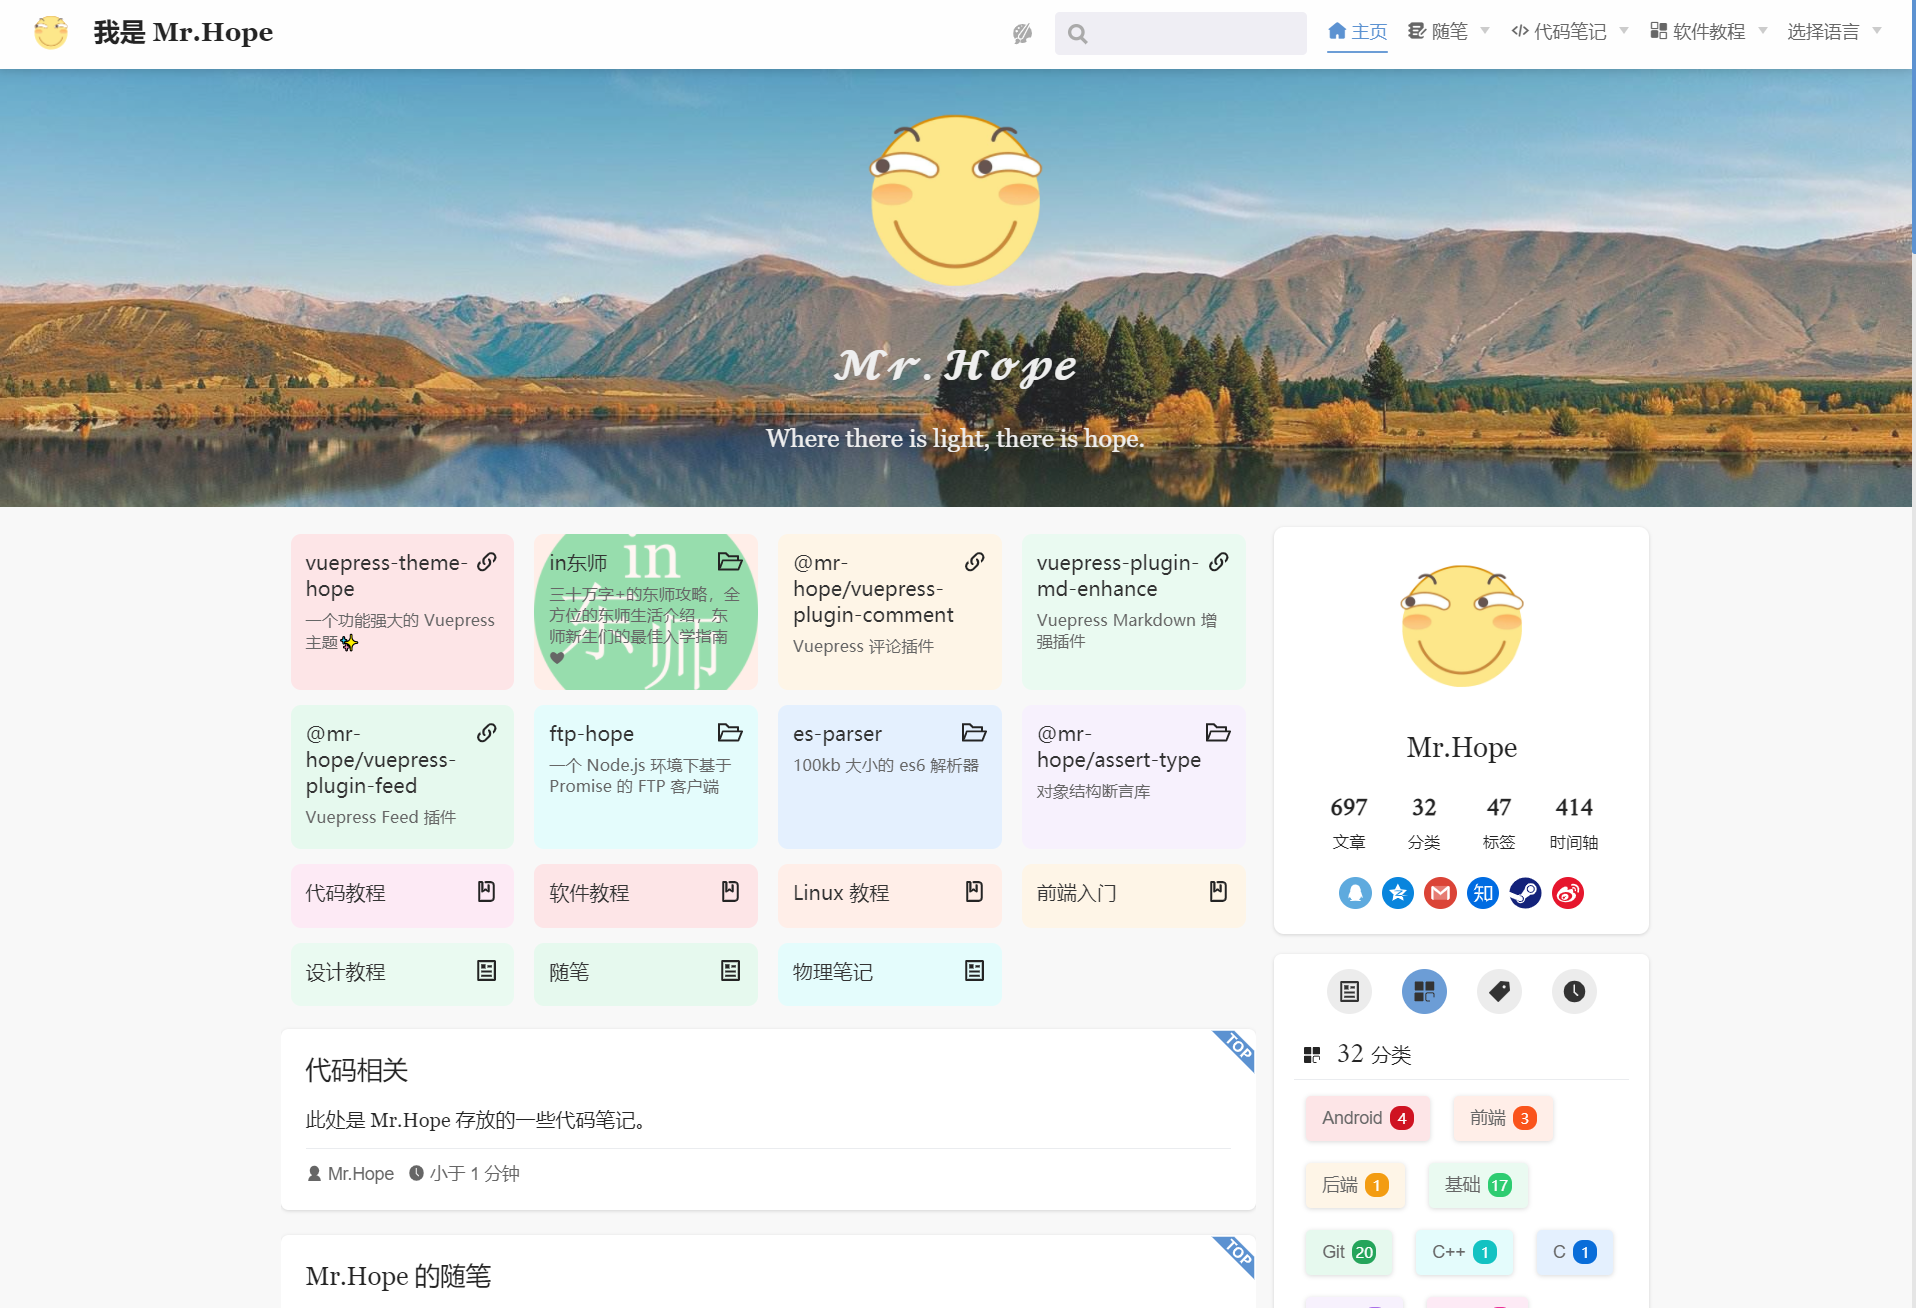 我是 Mr.Hope
主页
随笔
代码笔记
软件教程
选择语言
Mr.Hope
Where there is light, there is hope.
vuepress-theme-
hope
一个功能强大的 Vuepress
主题✨
in
东师
in东师
三十万字+的东师攻略，全
方位的东师生活介绍。东
师新生们的最佳入学指南
❤
@mr-
hope/vuepress-
plugin-comment
Vuepress 评论插件
vuepress-plugin-
md-enhance
Vuepress Markdown 增
强插件
@mr-
hope/vuepress-
plugin-feed
Vuepress Feed 插件
ftp-hope
一个 Node.js 环境下基于
Promise 的 FTP 客户端
es-parser
100kb 大小的 es6 解析器
@mr-
hope/assert-type
对象结构断言库
代码教程
软件教程
Linux 教程
前端入门
设计教程
随笔
物理笔记
TOP
代码相关
此处是 Mr.Hope 存放的一些代码笔记。
Mr.Hope 小于 1 分钟
TOP
Mr.Hope 的随笔
Mr.Hope
697 32 47 414
文章 分类 标签 时间轴
知
32 分类
Android 4 前端 3
后端 1 基础 17
Git 20 C++ 1 C 1